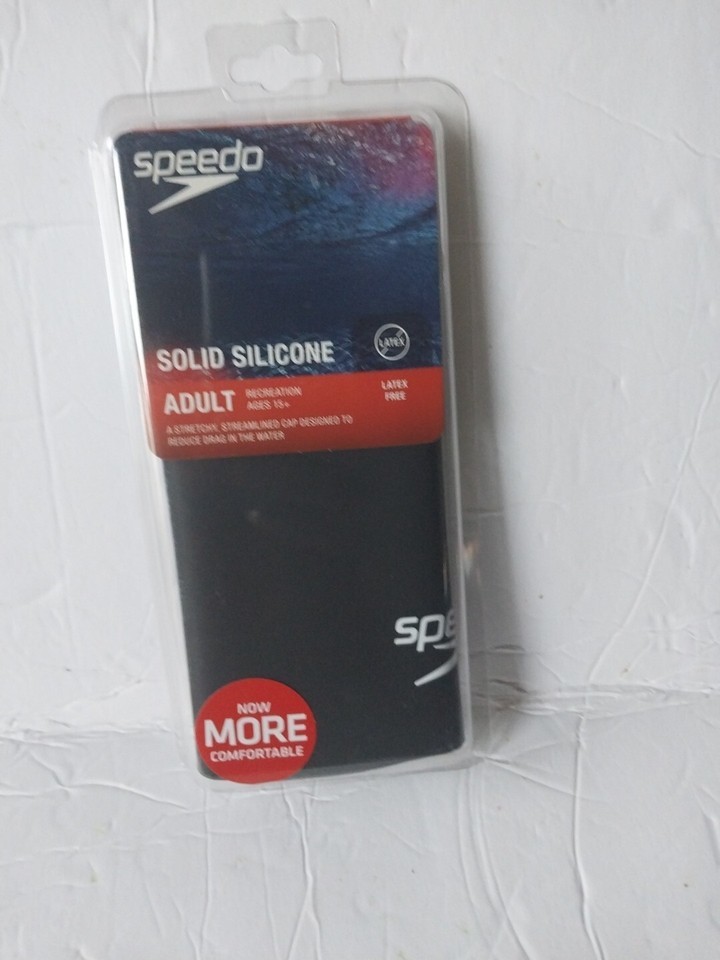 speedo
SOLID SILICONE
LATEX
ADULT
RECREATION
AGES 15+
LATEX
FREE
A STRETCHY, STREAMLINED CAP DESIGNED TO
REDUCE DRAG IN THE WATER
spe
NOW
MORE
COMFORTABLE